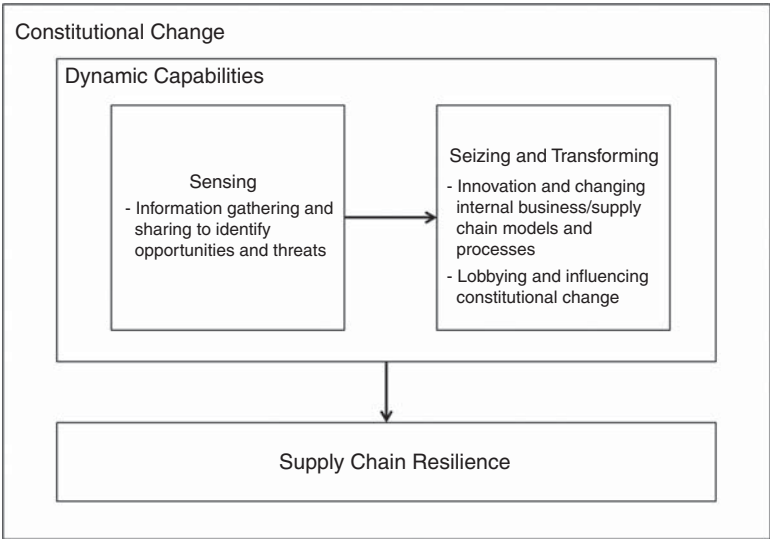 Constitutional Change
Dynamic Capabilities
Sensing
- Information gathering and
sharing to identify
opportunities and threats
Seizing and Transforming
- Innovation and changing
internal business/supply
chain models and
processes
- Lobbying and influencing
constitutional change
Supply Chain Resilience